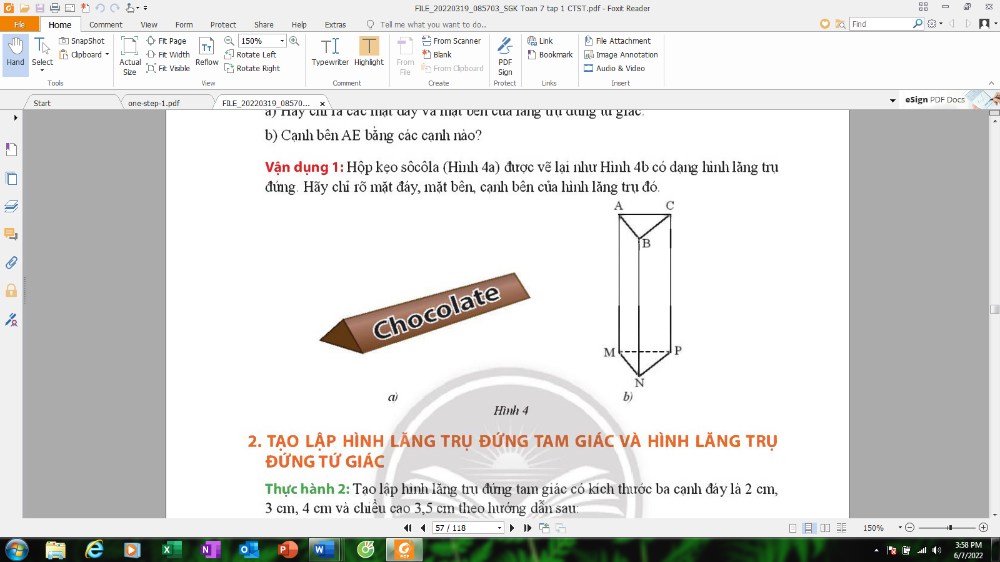 FILE_20220319_085703_SGK Toan 7 tap 1 CTST.pdf - Foxit Reader
File Home Comment View Form Protect Share Help Extras Tell me what you want to do.. Find
Hand
Select
SnapShot
Clipboard
Tools
Actual Size
Fit Page
Fit Width
Fit Visible
Reflow
150%
Rotate Left
Rotate Right
View
Typewriter
Highlight
Comment
From File
From Scanner
Blank
From Clipboard
Create
PDF Sign
Protect
Link
Bookmark
Links
File Attachment
Image Annotation
Audio & Video
Insert
Start one-step-1.pdf FILE_20220319_08570... eSign PDF Docs
a) Hãy chỉ ra các mặt đáy và mặt bên của lăng trụ đứng tứ giác.
b) Cạnh bên AE bằng các cạnh nào?
Vận dụng 1: Hộp kẹo sôcôla (Hình 4a) được vẽ lại như Hình 4b có dạng hình lăng trụ
đứng. Hãy chỉ rõ mặt đáy, mặt bên, cạnh bên của hình lăng trụ đó.
A C
B
Chocolate
M P
N
a) b)
Hình 4
2. TẠO LẬP HÌNH LĂNG TRỤ ĐỨNG TAM GIÁC VÀ HÌNH LĂNG TRỤ
ĐỨNG TỨ GIÁC
Thực hành 2: Tạo lập hình lăng trụ đứng tam giác có kích thước ba cạnh đáy là 2 cm,
3 cm, 4 cm và chiều cao 3,5 cm theo hướng dẫn sau:
57 / 118 150%
3:58 PM
6/7/2022